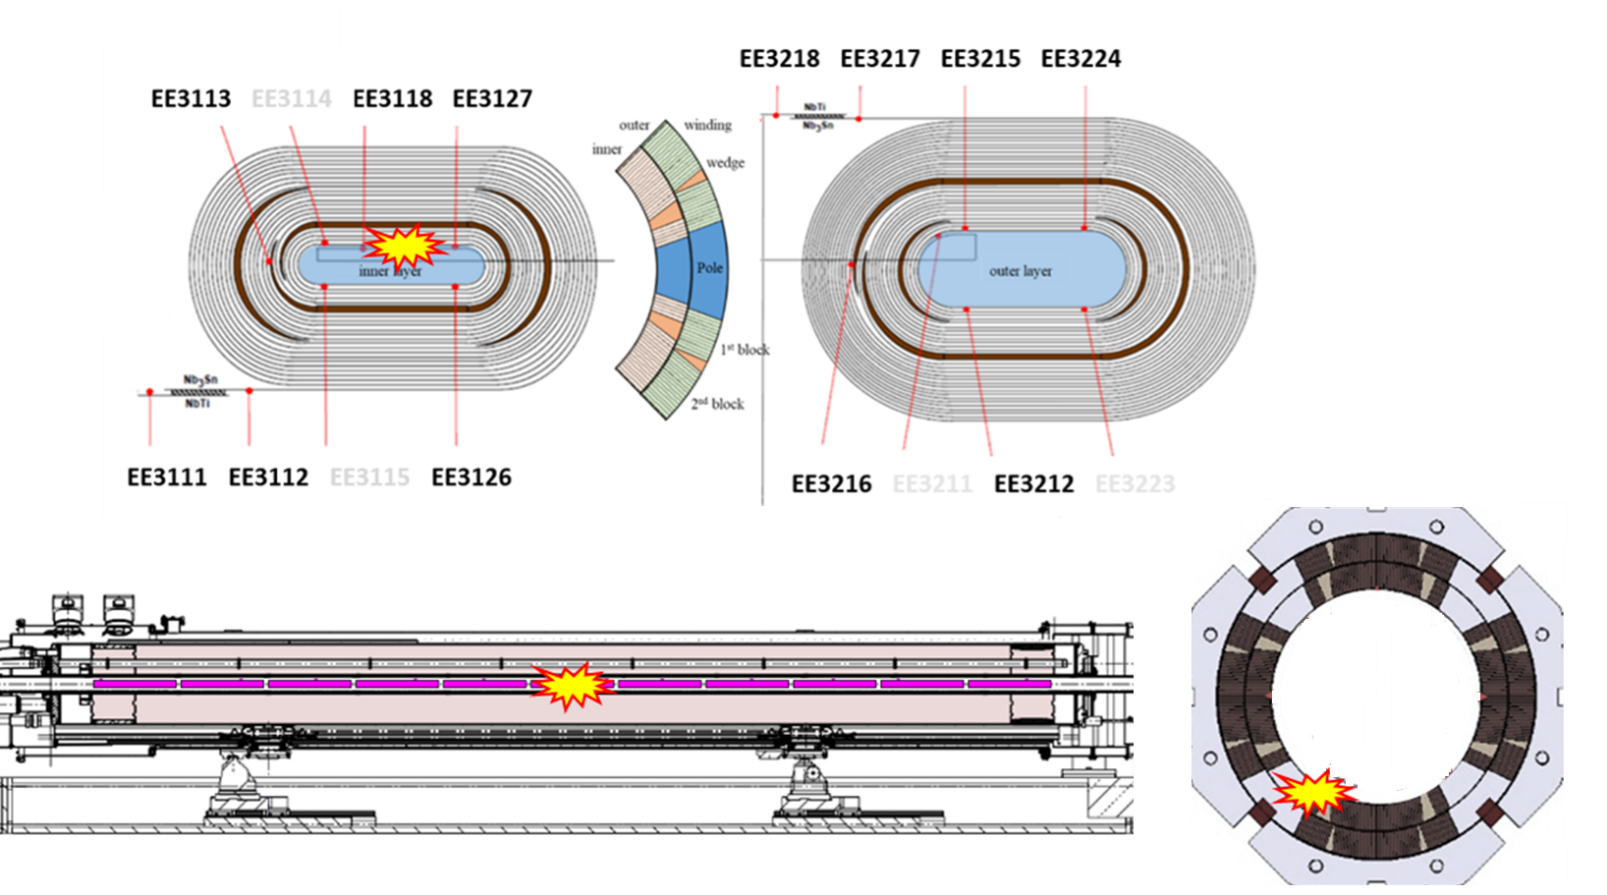 EE3218 EE3217 EE3215 EE3224
EE3113 EE3114 EE3118 EE3127
NbTi
Nb3Sn
outer winding
inner
wedge
Pole
1st block
2nd block
inner layer
outer layer
Nb3Sn
NbTi
EE3111 EE3112 EE3115 EE3126
EE3216 EE3211 EE3212 EE3223